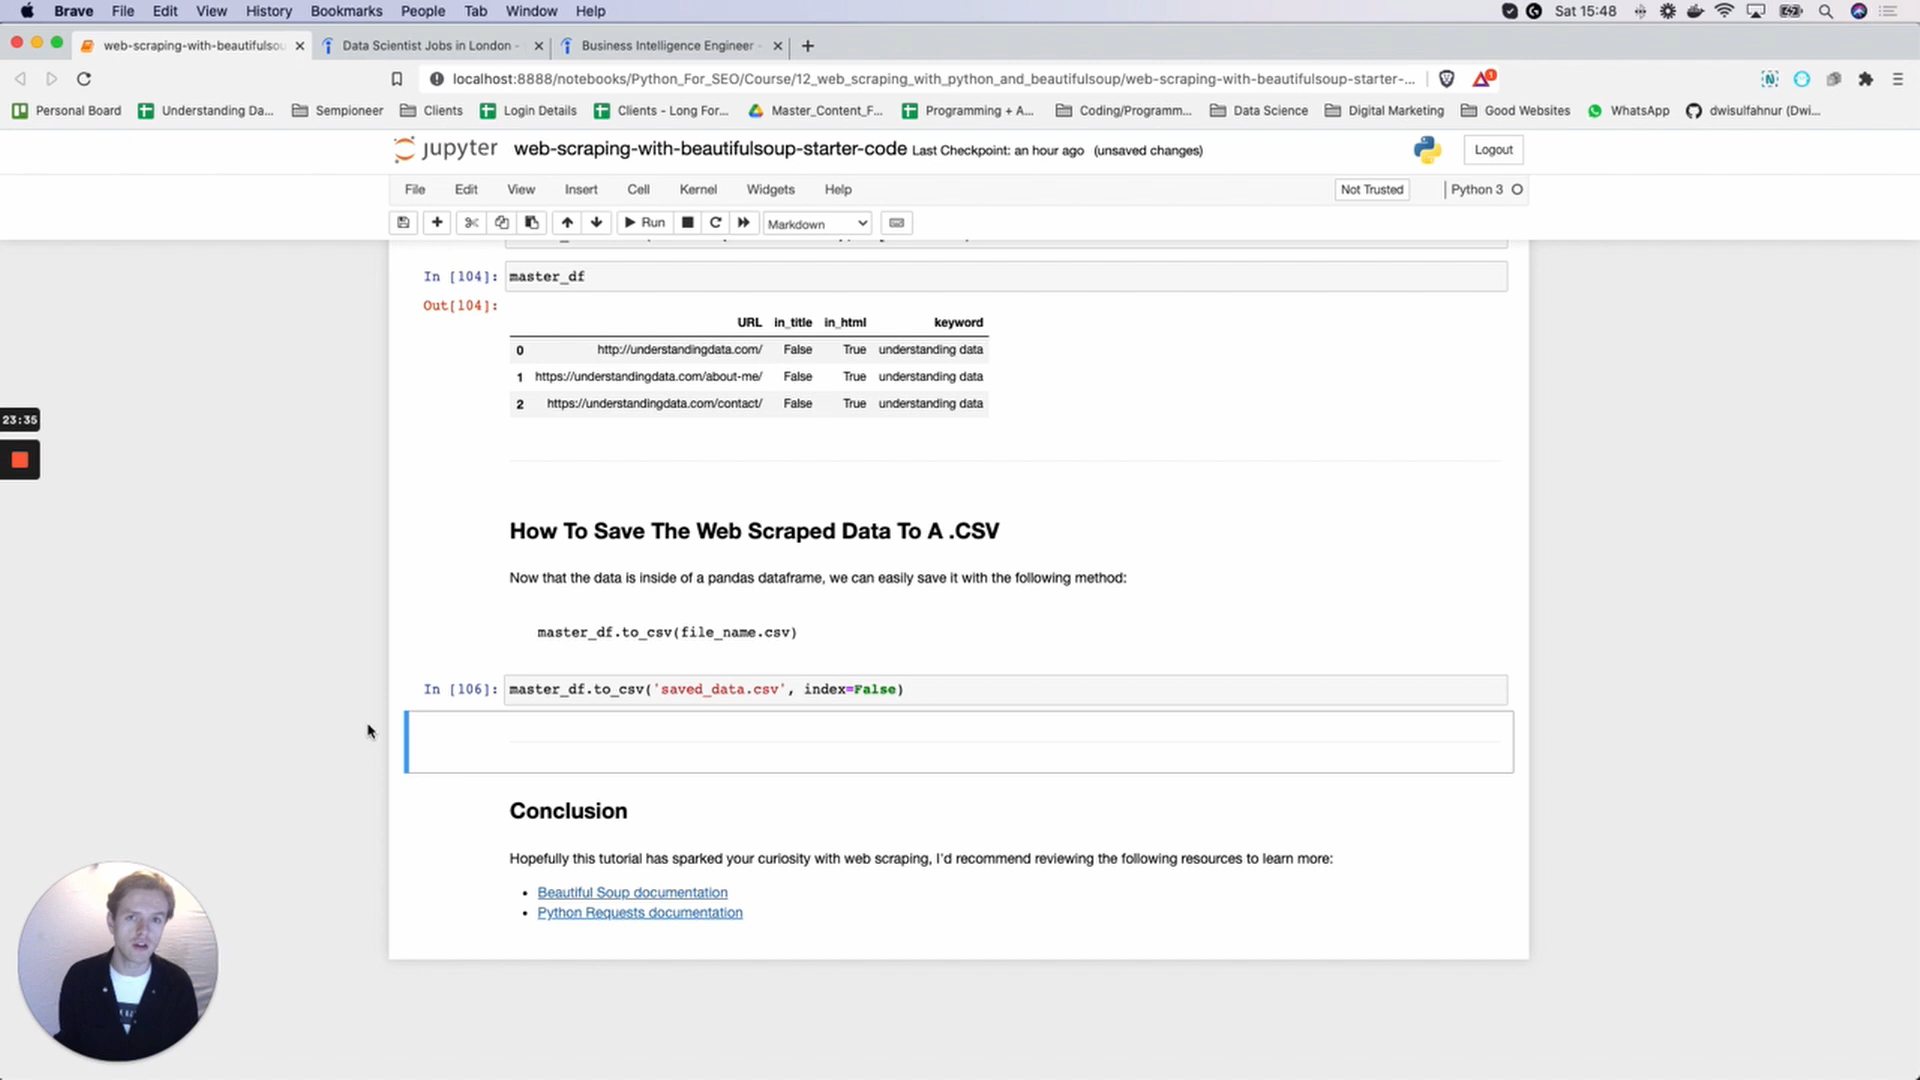 Brave File Edit View History Bookmarks People Tab Window Help Sat 15:48
web-scraping-with-beautifulsou Data Scientist Jobs in London - Business Intelligence Engineer -
localhost:8888/notebooks/Python_For_SEO/Course/12_web_scraping_with_python_and_beautifulsoup/web-scraping-with-beautifulsoup-starter-... 1
Personal Board Understanding Da... Sempioneer Clients Login Details Clients - Long For... Master_Content_F... Programming + A... Coding/Programm... Data Science Digital Marketing Good Websites WhatsApp dwisulfahnur (Dwi...
jupyter web-scraping-with-beautifulsoup-starter-code Last Checkpoint: an hour ago (unsaved changes) Logout
File Edit View Insert Cell Kernel Widgets Help Not Trusted Python 3
Run Markdown
In [104]: master_df
Out[104]:
URL in_title in_html keyword
0 http://understandingdata.com/ False True understanding data
1 https://understandingdata.com/about-me/ False True understanding data
2 https://understandingdata.com/contact/ False True understanding data
23:35
How To Save The Web Scraped Data To A .CSV
Now that the data is inside of a pandas dataframe, we can easily save it with the following method:
master_df.to_csv(file_name.csv)
In [106]: master_df.to_csv('saved_data.csv', index=False)
Conclusion
Hopefully this tutorial has sparked your curiosity with web scraping, I'd recommend reviewing the following resources to learn more:
• Beautiful Soup documentation
• Python Requests documentation